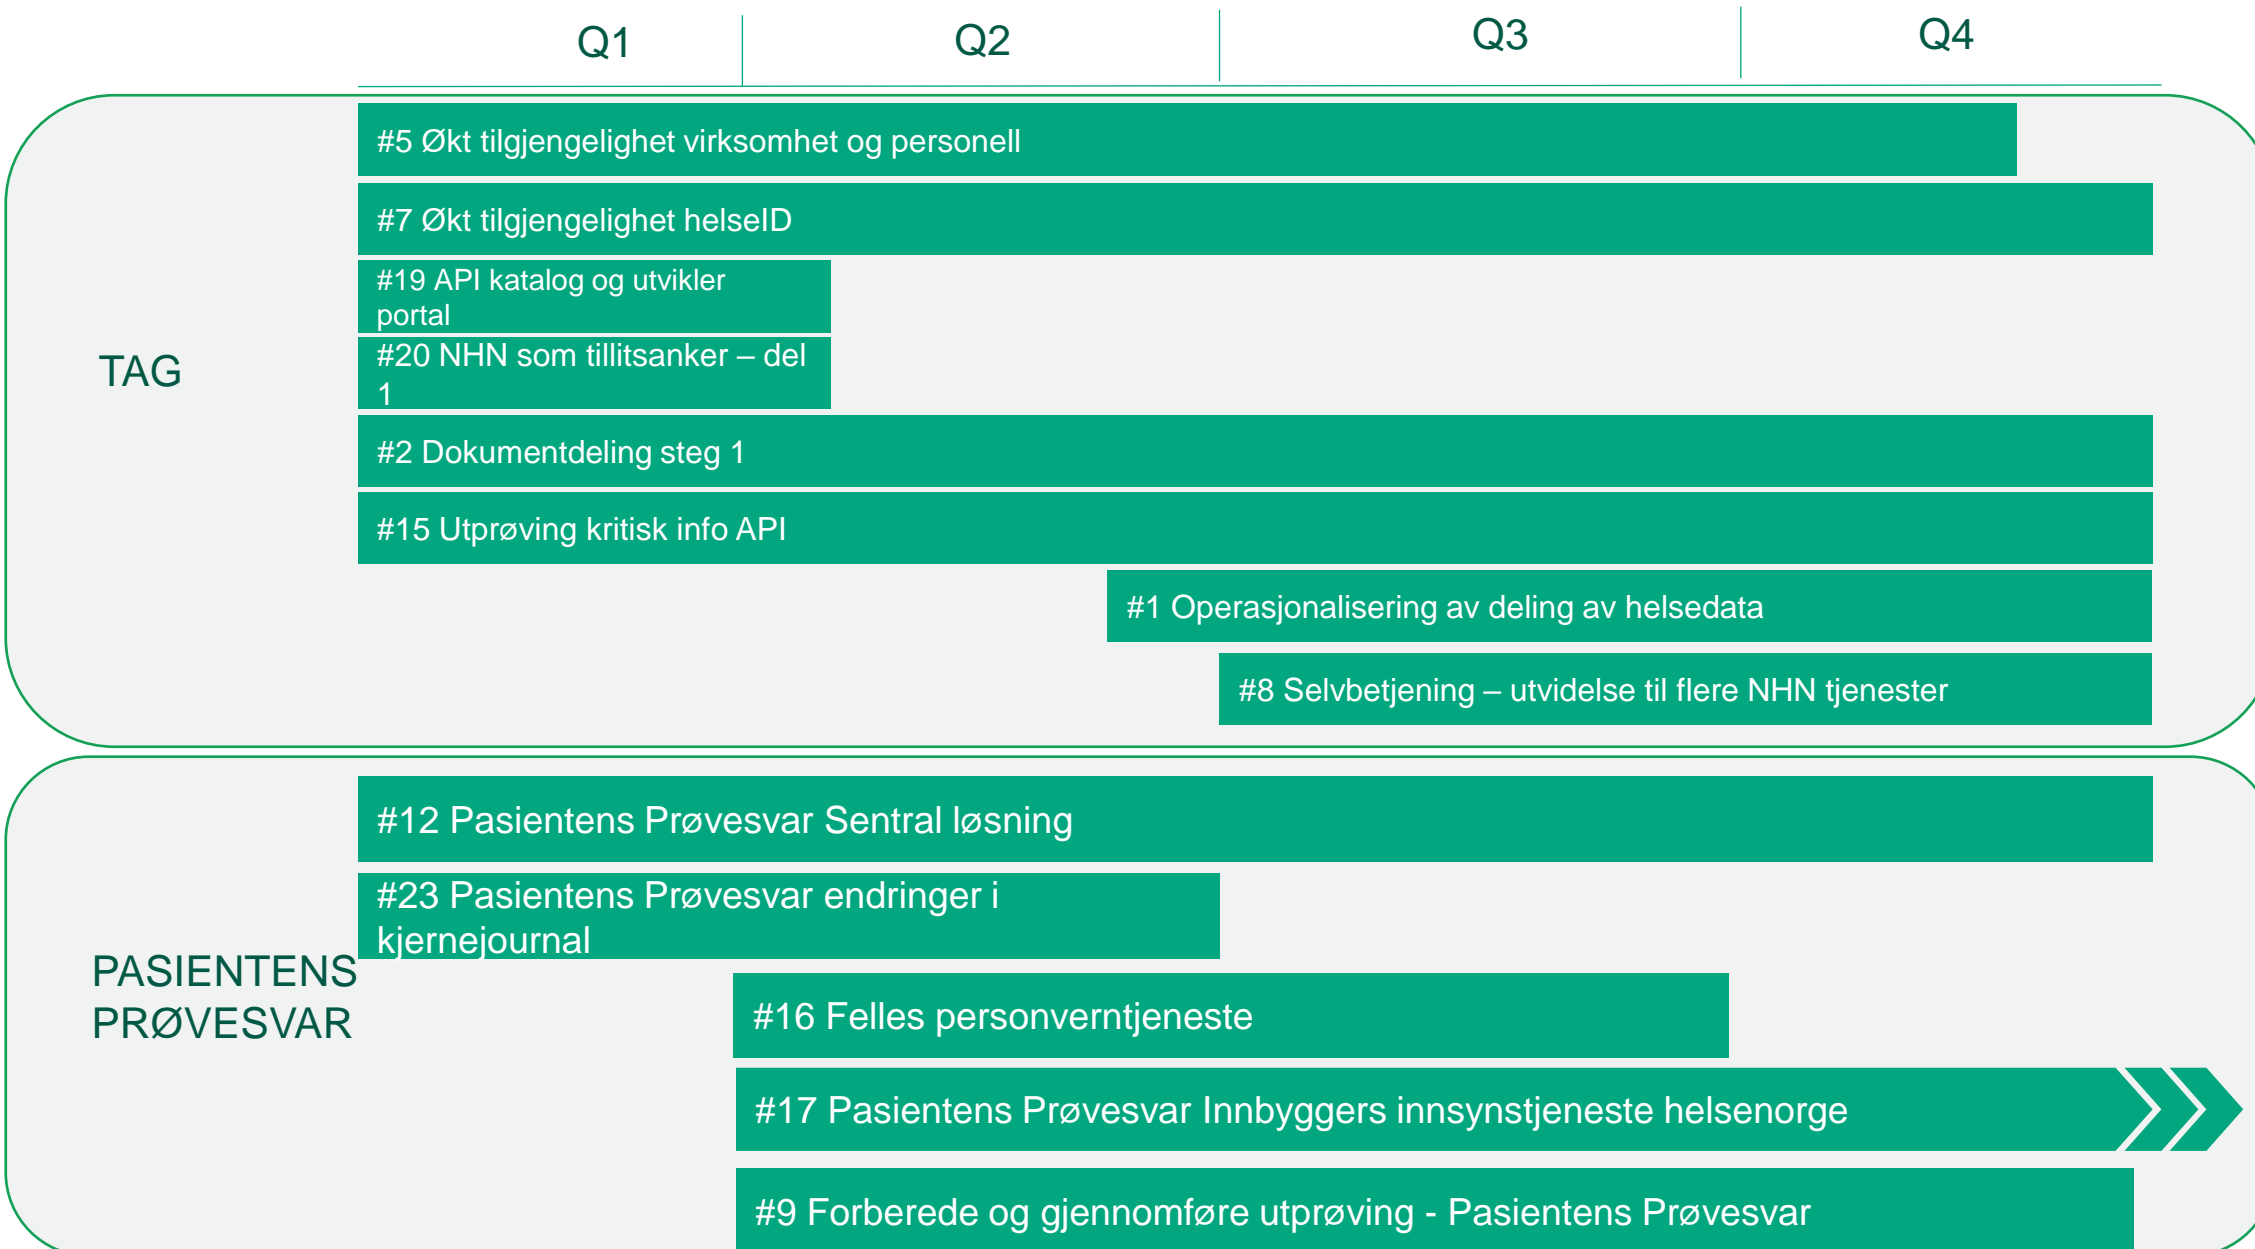 Q1
Q2
Q3
Q4
TAG
#5 Økt tilgjengelighet virksomhet og personell
#7 Økt tilgjengelighet helseID
#19 API katalog og utvikler
portal
#20 NHN som tillitsanker – del
1
#2 Dokumentdeling steg 1
#15 Utprøving kritisk info API
#1 Operasjonalisering av deling av helsedata
#8 Selvbetjening – utvidelse til flere NHN tjenester
PASIENTENS
PRØVESVAR
#12 Pasientens Prøvesvar Sentral løsning
#23 Pasientens Prøvesvar endringer i
kjernejournal
#16 Felles personverntjeneste
#17 Pasientens Prøvesvar Innbyggers innsynstjeneste helsenorge
#9 Forberede og gjennomføre utprøving - Pasientens Prøvesvar